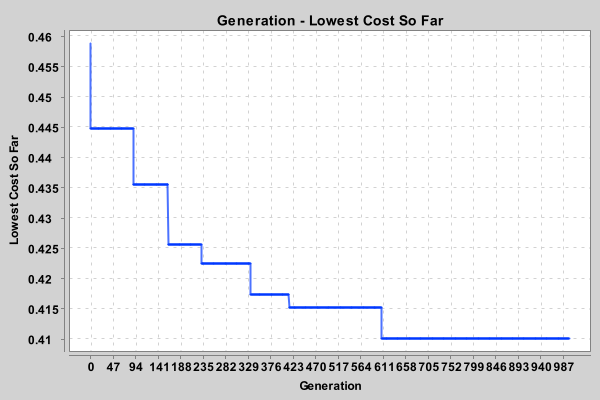 Generation - Lowest Cost So Far
Lowest Cost So Far
0.46
0.455
0.45
0.445
0.44
0.435
0.43
0.425
0.42
0.415
0.41
0 47 94 141 188 235 282 329 376 423 470 517 564 611 658 705 752 799 846 893 940 987
Generation